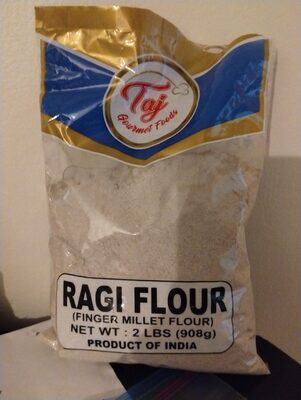 Taj
Gourmet Foods
RAGI FLOUR
(FINGER MILLET FLOUR)
NET WT : 2 LBS (908g)
PRODUCT OF INDIA